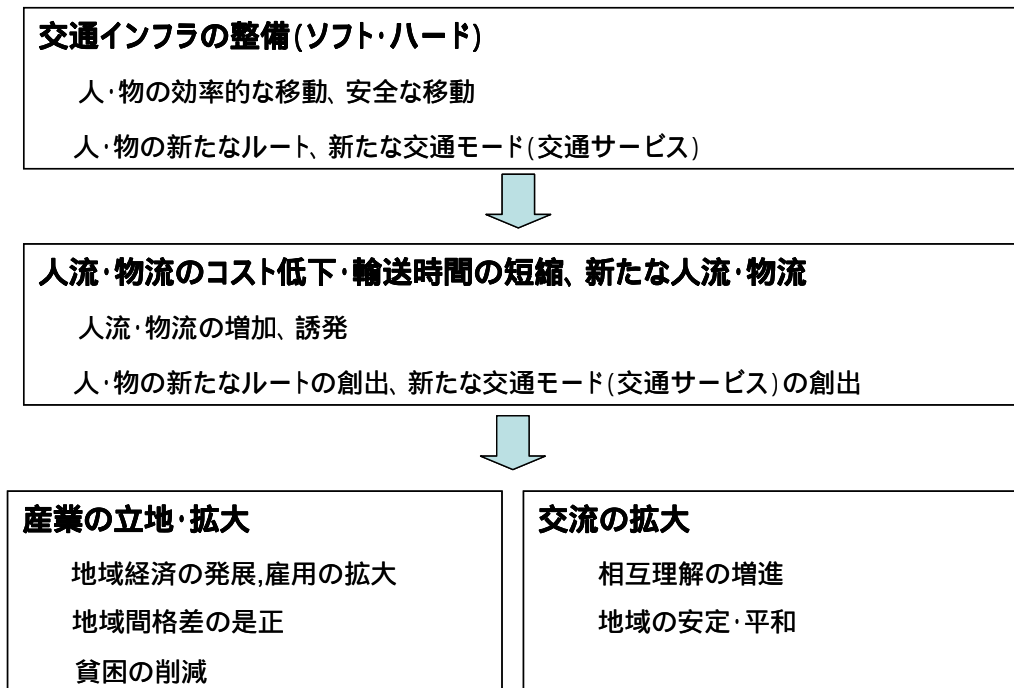 交通インフラの整備(ソフト・ハード)
人・物の効率的な移動、安全な移動
人・物の新たなルート、新たな交通モード(交通サービス)
人流・物流のコスト低下・輸送時間の短縮、新たな人流・物流
人流・物流の増加、誘発
人・物の新たなルートの創出、新たな交通モード(交通サービス)の創出
産業の立地・拡大
地域経済の発展,雇用の拡大
地域間格差の是正
貧困の削減
交流の拡大
相互理解の増進
地域の安定・平和